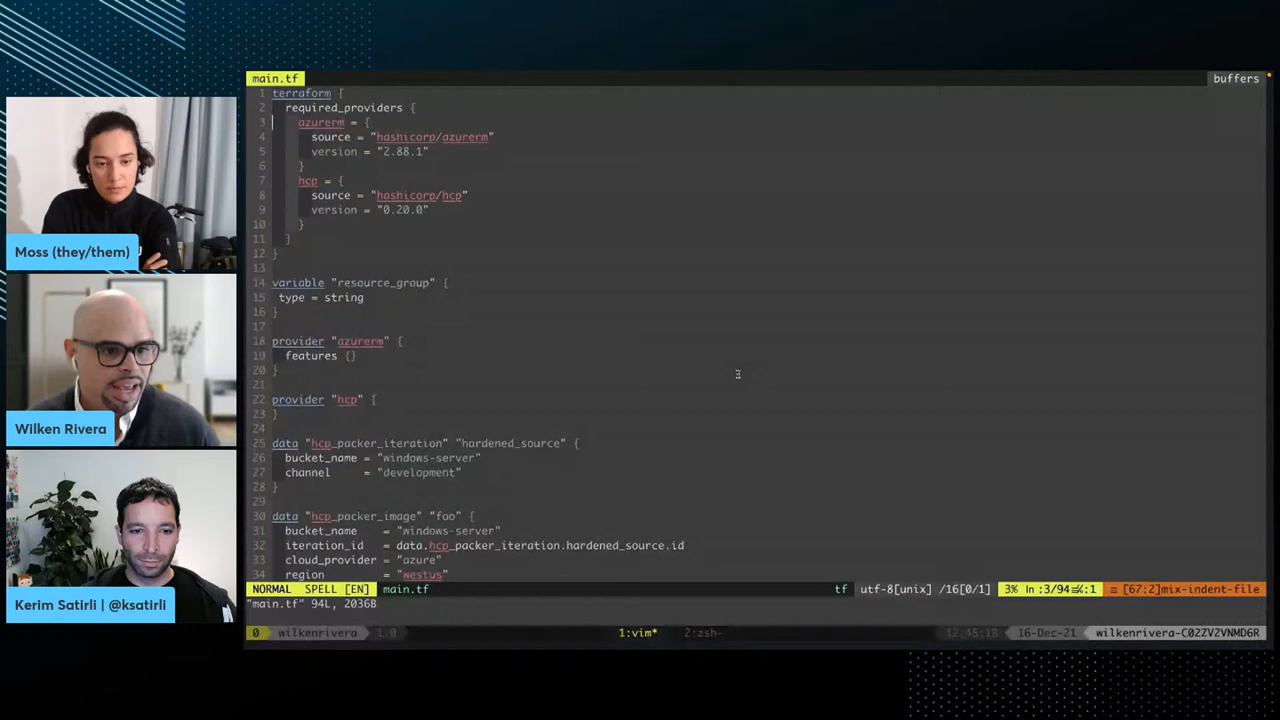 main.tf
buffers
1 terraform {
2 required_providers {
3 azurerm = {
4 source = "hashicorp/azurerm"
5 version = "2.88.1"
6 }
7 hcp = {
8 source = "hashicorp/hcp"
9 version = "0.20.0"
10 }
11 }
12 }
13
14 variable "resource_group" {
15 type = string
16 }
17
18 provider "azurerm" {
19 features {}
20 }
21
22 provider "hcp" {
23 }
24
25 data "hcp_packer_iteration" "hardened_source" {
26 bucket_name = "windows-server"
27 channel = "development"
28 }
29
30 data "hcp_packer_image" "foo" {
31 bucket_name = "windows-server"
32 iteration_id = data.hcp_packer_iteration.hardened_source.id
33 cloud_provider = "azure"
34 region = "westus"
NORMAL SPELL [EN] main.tf tf utf-8[unix] /16[0/1] 3% ln :3/94 :1 ≡ [67:2]mix-indent-file
"main.tf" 94L, 2036B
0 wilkenrivera 1.0 1:vim* 2:zsh- 12:45:18 16-Dec-21 wilkenrivera-C02ZV2VNMD6R
Moss (they/them)
Wilken Rivera
Kerim Satirli | @ksatirli